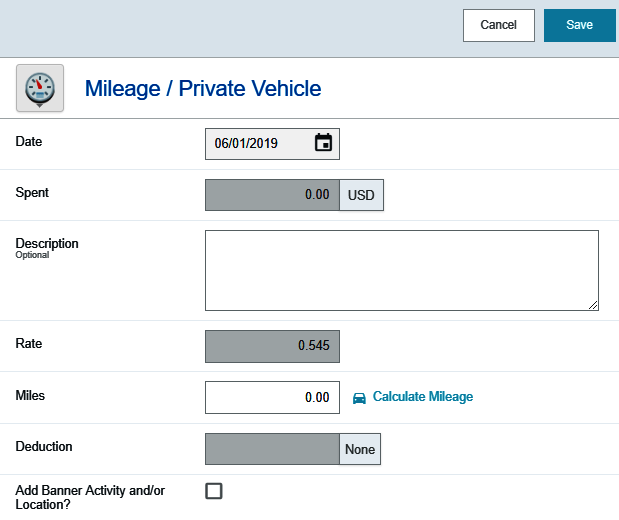 Cancel Save
Mileage / Private Vehicle
Date 06/01/2019
Spent 0.00 USD
Description
Optional
Rate 0.545
Miles 0.00 Calculate Mileage
Deduction None
Add Banner Activity and/or
Location?